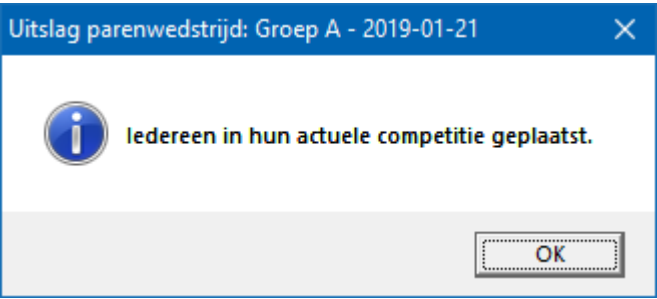 Uitslag parenwedstrijd: Groep A - 2019-01-21
Iedereen in hun actuele competitie geplaatst.
OK